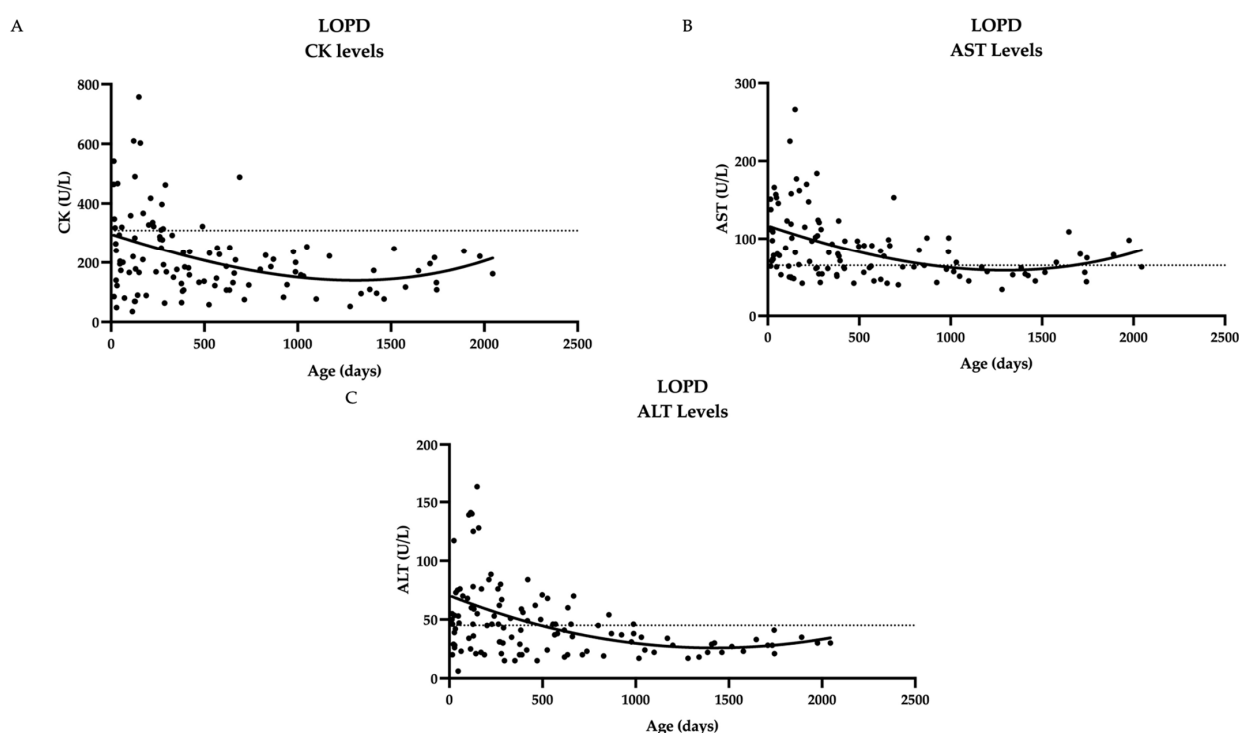 A
LOPD
CK levels
CK (U/L)
800
600
400
200
0
0 500 1000 1500 2000 2500
Age (days)
B
LOPD
AST Levels
AST (U/L)
300
200
100
0
0 500 1000 1500 2000 2500
Age (days)
C
LOPD
ALT Levels
ALT (U/L)
200
150
100
50
0
0 500 1000 1500 2000 2500
Age (days)